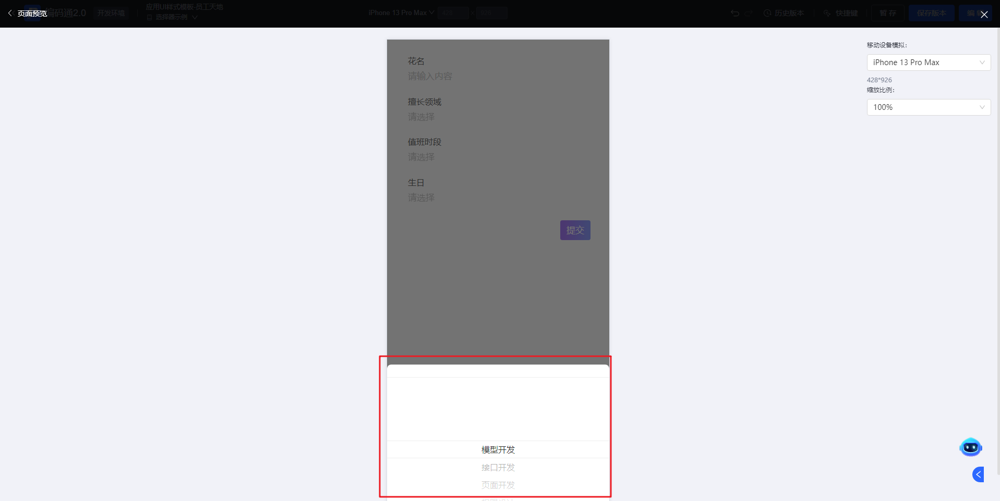 页面预览
编码通2.0
开发环境
应用UI样式模板-员工天地
选择器示例
iPhone 13 Pro Max
428 x 926
历史版本
快捷键
暂 存
保存版本
编
花名
请输入内容
擅长领域
请选择
值班时段
请选择
生日
请选择
提交
模型开发
接口开发
页面开发
移动设备模拟：
iPhone 13 Pro Max
428*926
缩放比例：
100%